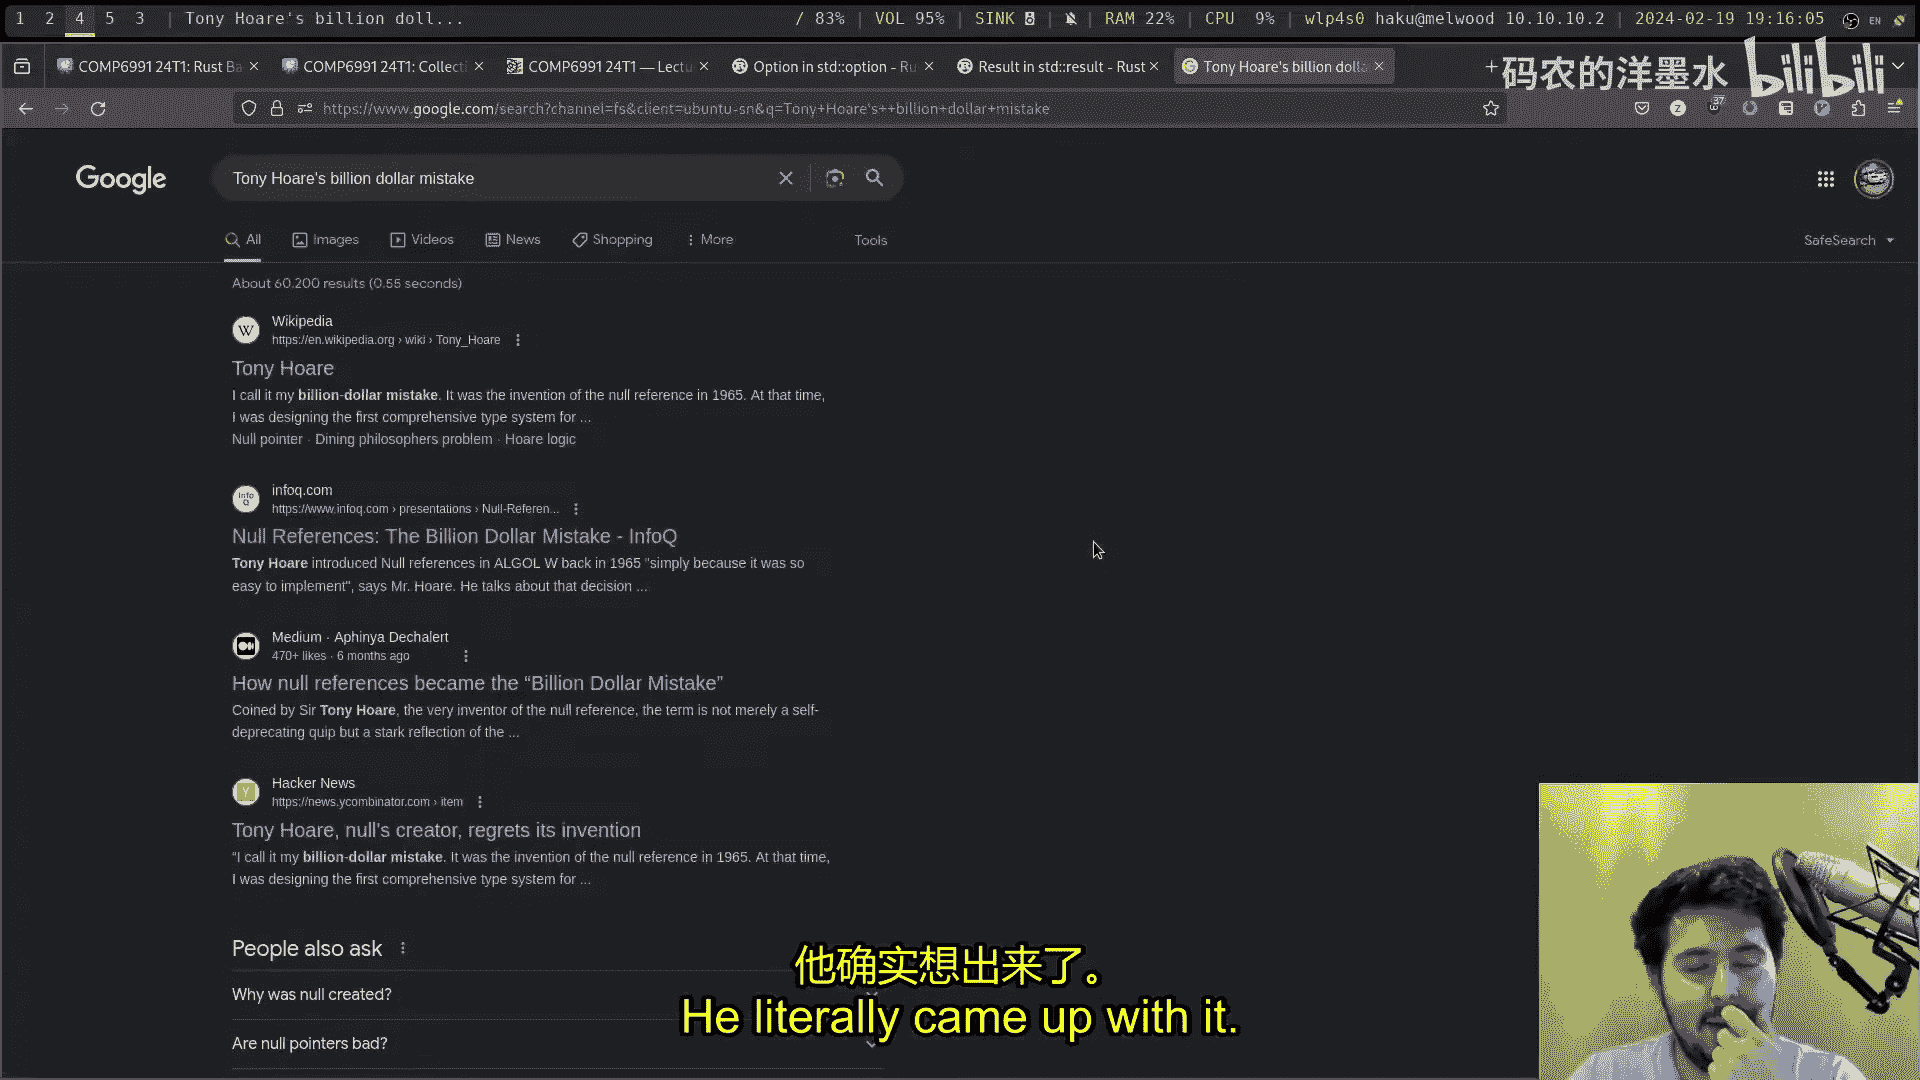 1 2 4 5 3 | Tony Hoare's billion doll... / 83% | VOL 95% | SINK | | RAM 22% | CPU 9% | wlp4s0 haku@melwood 10.10.10.2 | 2024-02-19 19:16:05 EN
COMP6991 24T1: Rust Ba COMP6991 24T1: Collecti COMP6991 24T1 — Lectu Option in std::option - Ru Result in std::result - Rust Tony Hoare's billion dolla
码农的洋墨水 bilibili
https://www.google.com/search?channel=fs&client=ubuntu-sn&q=Tony+Hoare's++billion+dollar+mistake
37
Google
Tony Hoare's billion dollar mistake
All Images Videos News Shopping More Tools SafeSearch
About 60,200 results (0.55 seconds)
W
Wikipedia
https://en.wikipedia.org › wiki › Tony_Hoare
Tony Hoare
I call it my billion-dollar mistake. It was the invention of the null reference in 1965. At that time,
I was designing the first comprehensive type system for ...
Null pointer · Dining philosophers problem · Hoare logic
Info Q
infoq.com
https://www.infoq.com › presentations › Null-Referen...
Null References: The Billion Dollar Mistake - InfoQ
Tony Hoare introduced Null references in ALGOL W back in 1965 "simply because it was so
easy to implement", says Mr. Hoare. He talks about that decision ...
Medium · Aphinya Dechalert
470+ likes · 6 months ago
How null references became the “Billion Dollar Mistake”
Coined by Sir Tony Hoare, the very inventor of the null reference, the term is not merely a self-
deprecating quip but a stark reflection of the ...
Y
Hacker News
https://news.ycombinator.com › item
Tony Hoare, null's creator, regrets its invention
“I call it my billion-dollar mistake. It was the invention of the null reference in 1965. At that time,
I was designing the first comprehensive type system for ...
People also ask
Why was null created?
Are null pointers bad?
他确实想出来了。
He literally came up with it.